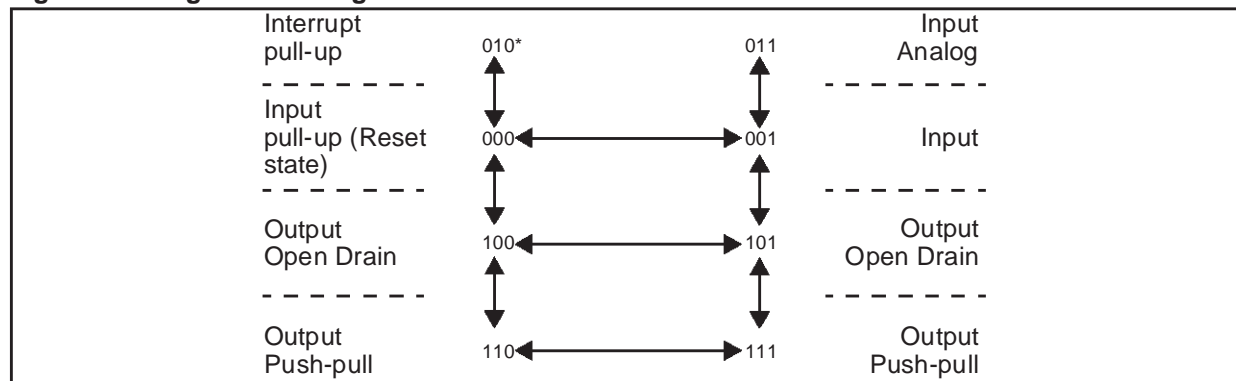 Interrupt
pull-up
010*
011
Input
Analog
Input
pull-up (Reset
state)
000
001
Input
Output
Open Drain
100
101
Output
Open Drain
Output
Push-pull
110
111
Output
Push-pull